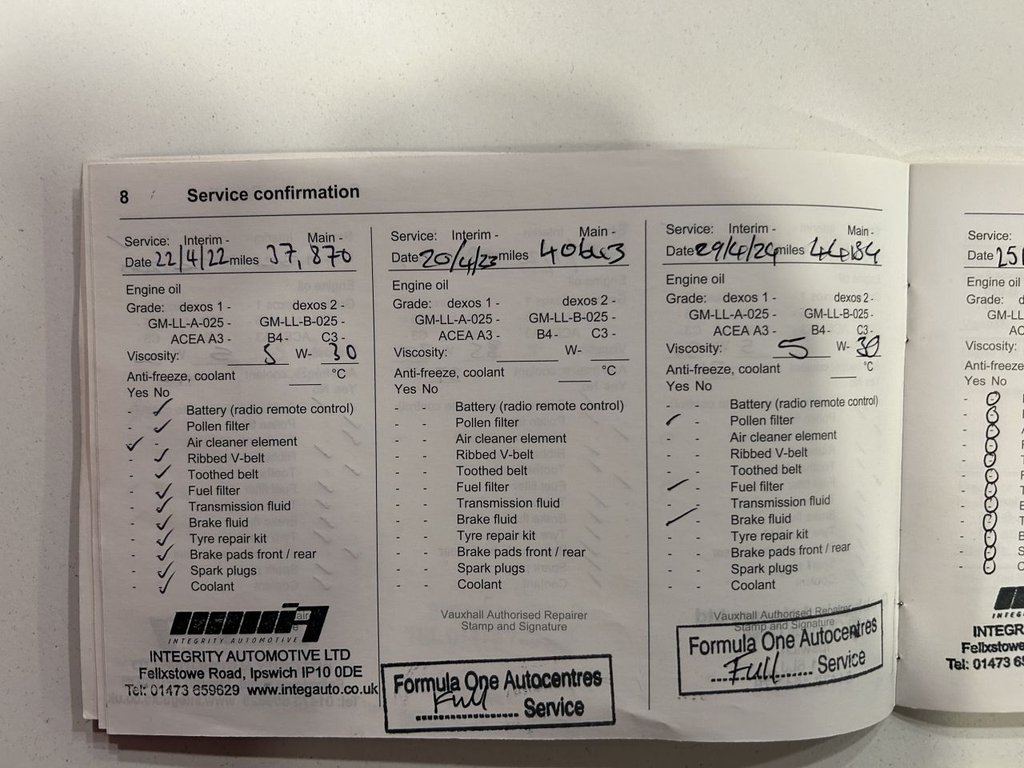 8 Service confirmation
Service: Interim - Main -
Date 22/4/22 miles 37,870
Engine oil
Grade: dexos 1 - dexos 2 -
GM-LL-A-025 - GM-LL-B-025 -
ACEA A3 - B4- C3-
Viscosity: 5 W- 30
Anti-freeze, coolant °C
Yes No
Battery (radio remote control)
Pollen filter
Air cleaner element
Ribbed V-belt
Toothed belt
Fuel filter
Transmission fluid
Brake fluid
Tyre repair kit
Brake pads front / rear
Spark plugs
Coolant
INTEGRITY AUTOMOTIVE
INTEGRITY AUTOMOTIVE LTD
Felixstowe Road, Ipswich IP10 0DE
Tel: 01473 659629 www.integauto.co.uk
Service: Interim - Main -
Date 20/4/23 miles
Engine oil
Grade: dexos 1 - dexos 2 -
GM-LL-A-025 - GM-LL-B-025 -
ACEA A3 - B4- C3-
Viscosity: W-
Anti-freeze, coolant °C
Yes No
Battery (radio remote control)
Pollen filter
Air cleaner element
Ribbed V-belt
Toothed belt
Fuel filter
Transmission fluid
Brake fluid
Tyre repair kit
Brake pads front / rear
Spark plugs
Coolant
Vauxhall Authorised Repairer
Stamp and Signature
Formula One Autocentres
Full Service
Service: Interim - Main -
Date 29/4/24 miles 44184
Engine oil
Grade: dexos 1 - dexos 2 -
GM-LL-A-025 - GM-LL-B-025 -
ACEA A3 - B4- C3-
Viscosity: 5 W- 30
Anti-freeze, coolant °C
Yes No
Battery (radio remote control)
Pollen filter
Air cleaner element
Ribbed V-belt
Toothed belt
Fuel filter
Transmission fluid
Brake fluid
Tyre repair kit
Brake pads front / rear
Spark plugs
Coolant
Vauxhall Authorised Repairer
Stamp and Signature
Formula One Autocentres
Full Service
Service:
Date
Engine oil
Grade:
Viscosity:
Anti-freeze
Yes No
Tel: 01473